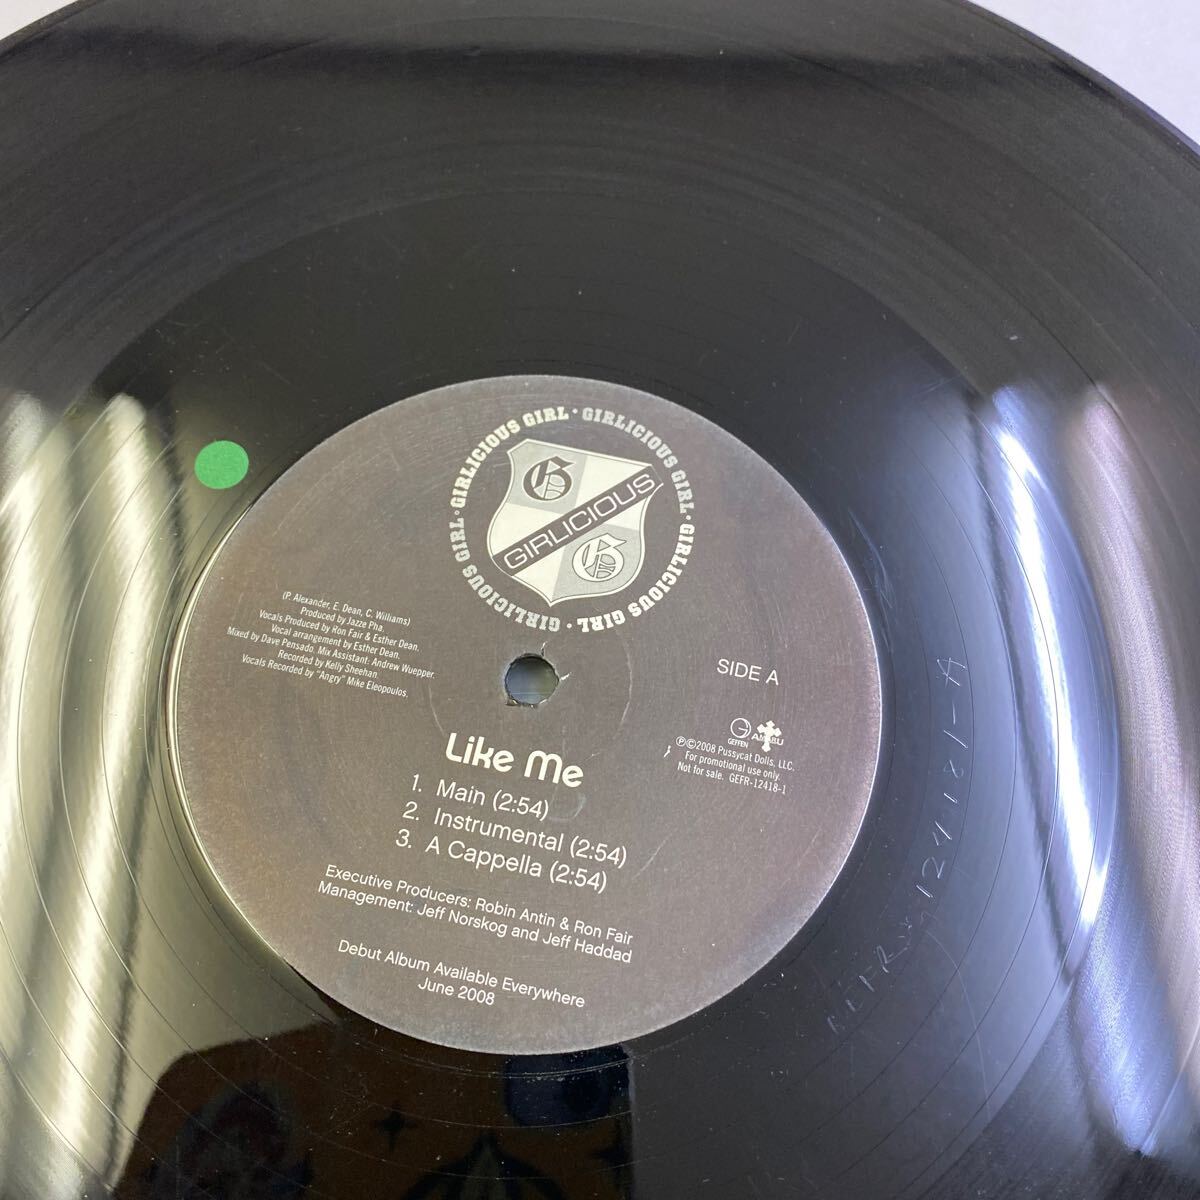 GIRLICIOUS GIRL · GIRLICIOUS GIRL · GIRLICIOUS GIRL · GIRLICIOUS GIRL ·
G
GIRLICIOUS
G
(P. Alexander, E. Dean, C. Williams)
Produced by Jazze Pha.
Vocals Produced by Ron Fair & Esther Dean.
Vocal arrangement by Esther Dean.
Mixed by Dave Pensado. Mix Assistant: Andrew Wuepper.
Recorded by Kelly Sheehan.
Vocals Recorded by "Angry" Mike Eleopoulos.
SIDE A
GEFFEN
℗©2008 Pussycat Dolls, LLC.
For promotional use only.
Not for sale. GEFR-12418-1
Like Me
1. Main (2:54)
2. Instrumental (2:54)
3. A Cappella (2:54)
Executive Producers: Robin Antin & Ron Fair
Management: Jeff Norskog and Jeff Haddad
Debut Album Available Everywhere
June 2008